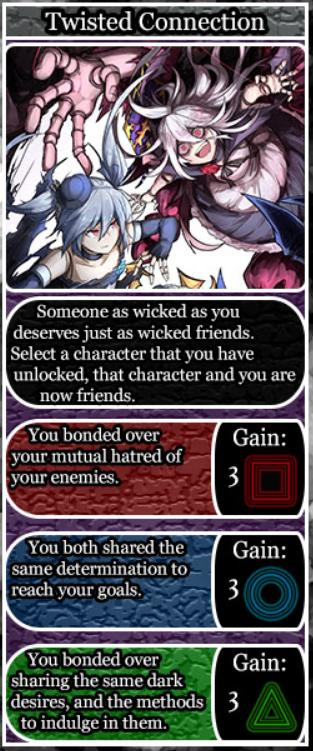 Twisted Connection
Someone as wicked as you
deserves just as wicked friends.
Select a character that you have
unlocked, that character and you are
now friends.
You bonded over
your mutual hatred of
your enemies.
Gain:
3
You both shared the
same determination to
reach your goals.
Gain:
3
You bonded over
sharing the same dark
desires, and the methods
to indulge in them.
Gain:
3